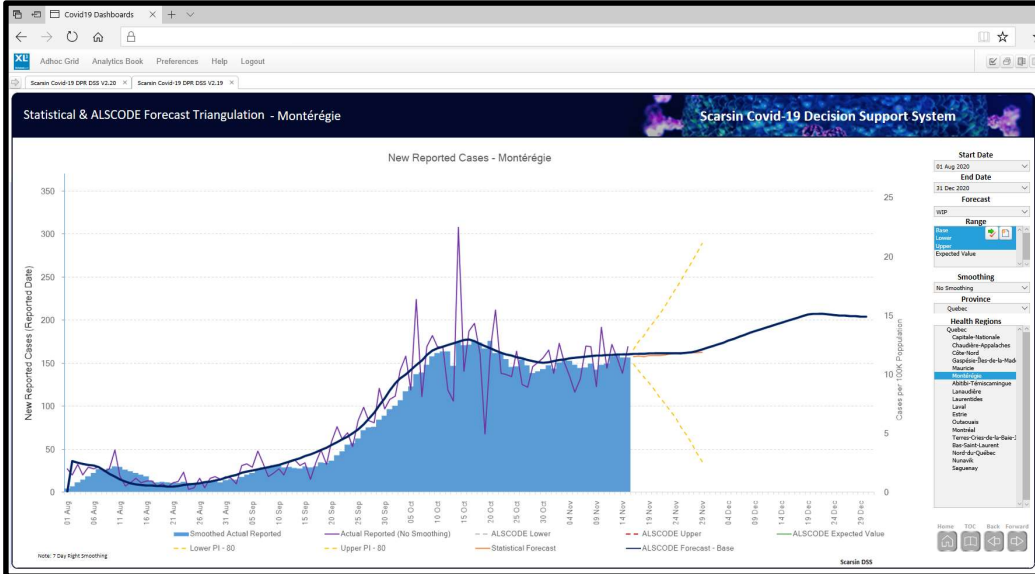 Covid19 Dashboards
XL
Adhoc Grid Analytics Book Preferences Help Logout
Scarsin Covid-19 DPR DSS V2.20 Scarsin Covid-19 DPR DSS V2.19
Statistical & ALSCODE Forecast Triangulation - Montérégie
Scarsin Covid-19 Decision Support System
New Reported Cases - Montérégie
New Reported Cases (Reported Date)
350
300
250
200
150
100
50
0
25
20
15
10
5
0
Cases per 100K Population
01 Aug 06 Aug 11 Aug 16 Aug 21 Aug 26 Aug 31 Aug 05 Sep 10 Sep 15 Sep 20 Sep 25 Sep 30 Sep 05 Oct 10 Oct 15 Oct 20 Oct 25 Oct 30 Oct 04 Nov 09 Nov 14 Nov 19 Nov 24 Nov 29 Nov 04 Dec 09 Dec 14 Dec 19 Dec 24 Dec 29 Dec
Smoothed Actual Reported Actual Reported (No Smoothing) ALSCODE Lower ALSCODE Upper ALSCODE Expected Value
Lower PI - 80 Upper PI - 80 Statistical Forecast ALSCODE Forecast - Base
Note: 7 Day Right Smoothing
Scarsin DSS
Start Date
01 Aug 2020
End Date
31 Dec 2020
Forecast
WIP
Range
Base
Lower
Upper
Expected Value
Smoothing
No Smoothing
Province
Quebec
Health Regions
Quebec
Capitale-Nationale
Chaudière-Appalaches
Côte-Nord
Gaspésie-Îles-de-la-Made
Mauricie
Montérégie
Abitibi-Témiscamingue
Lanaudière
Laurentides
Laval
Estrie
Outaouais
Montréal
Terres-Cries-de-la-Baie-J
Bas-Saint-Laurent
Nord-du-Québec
Nunavik
Saguenay
Home TOC Back Forward